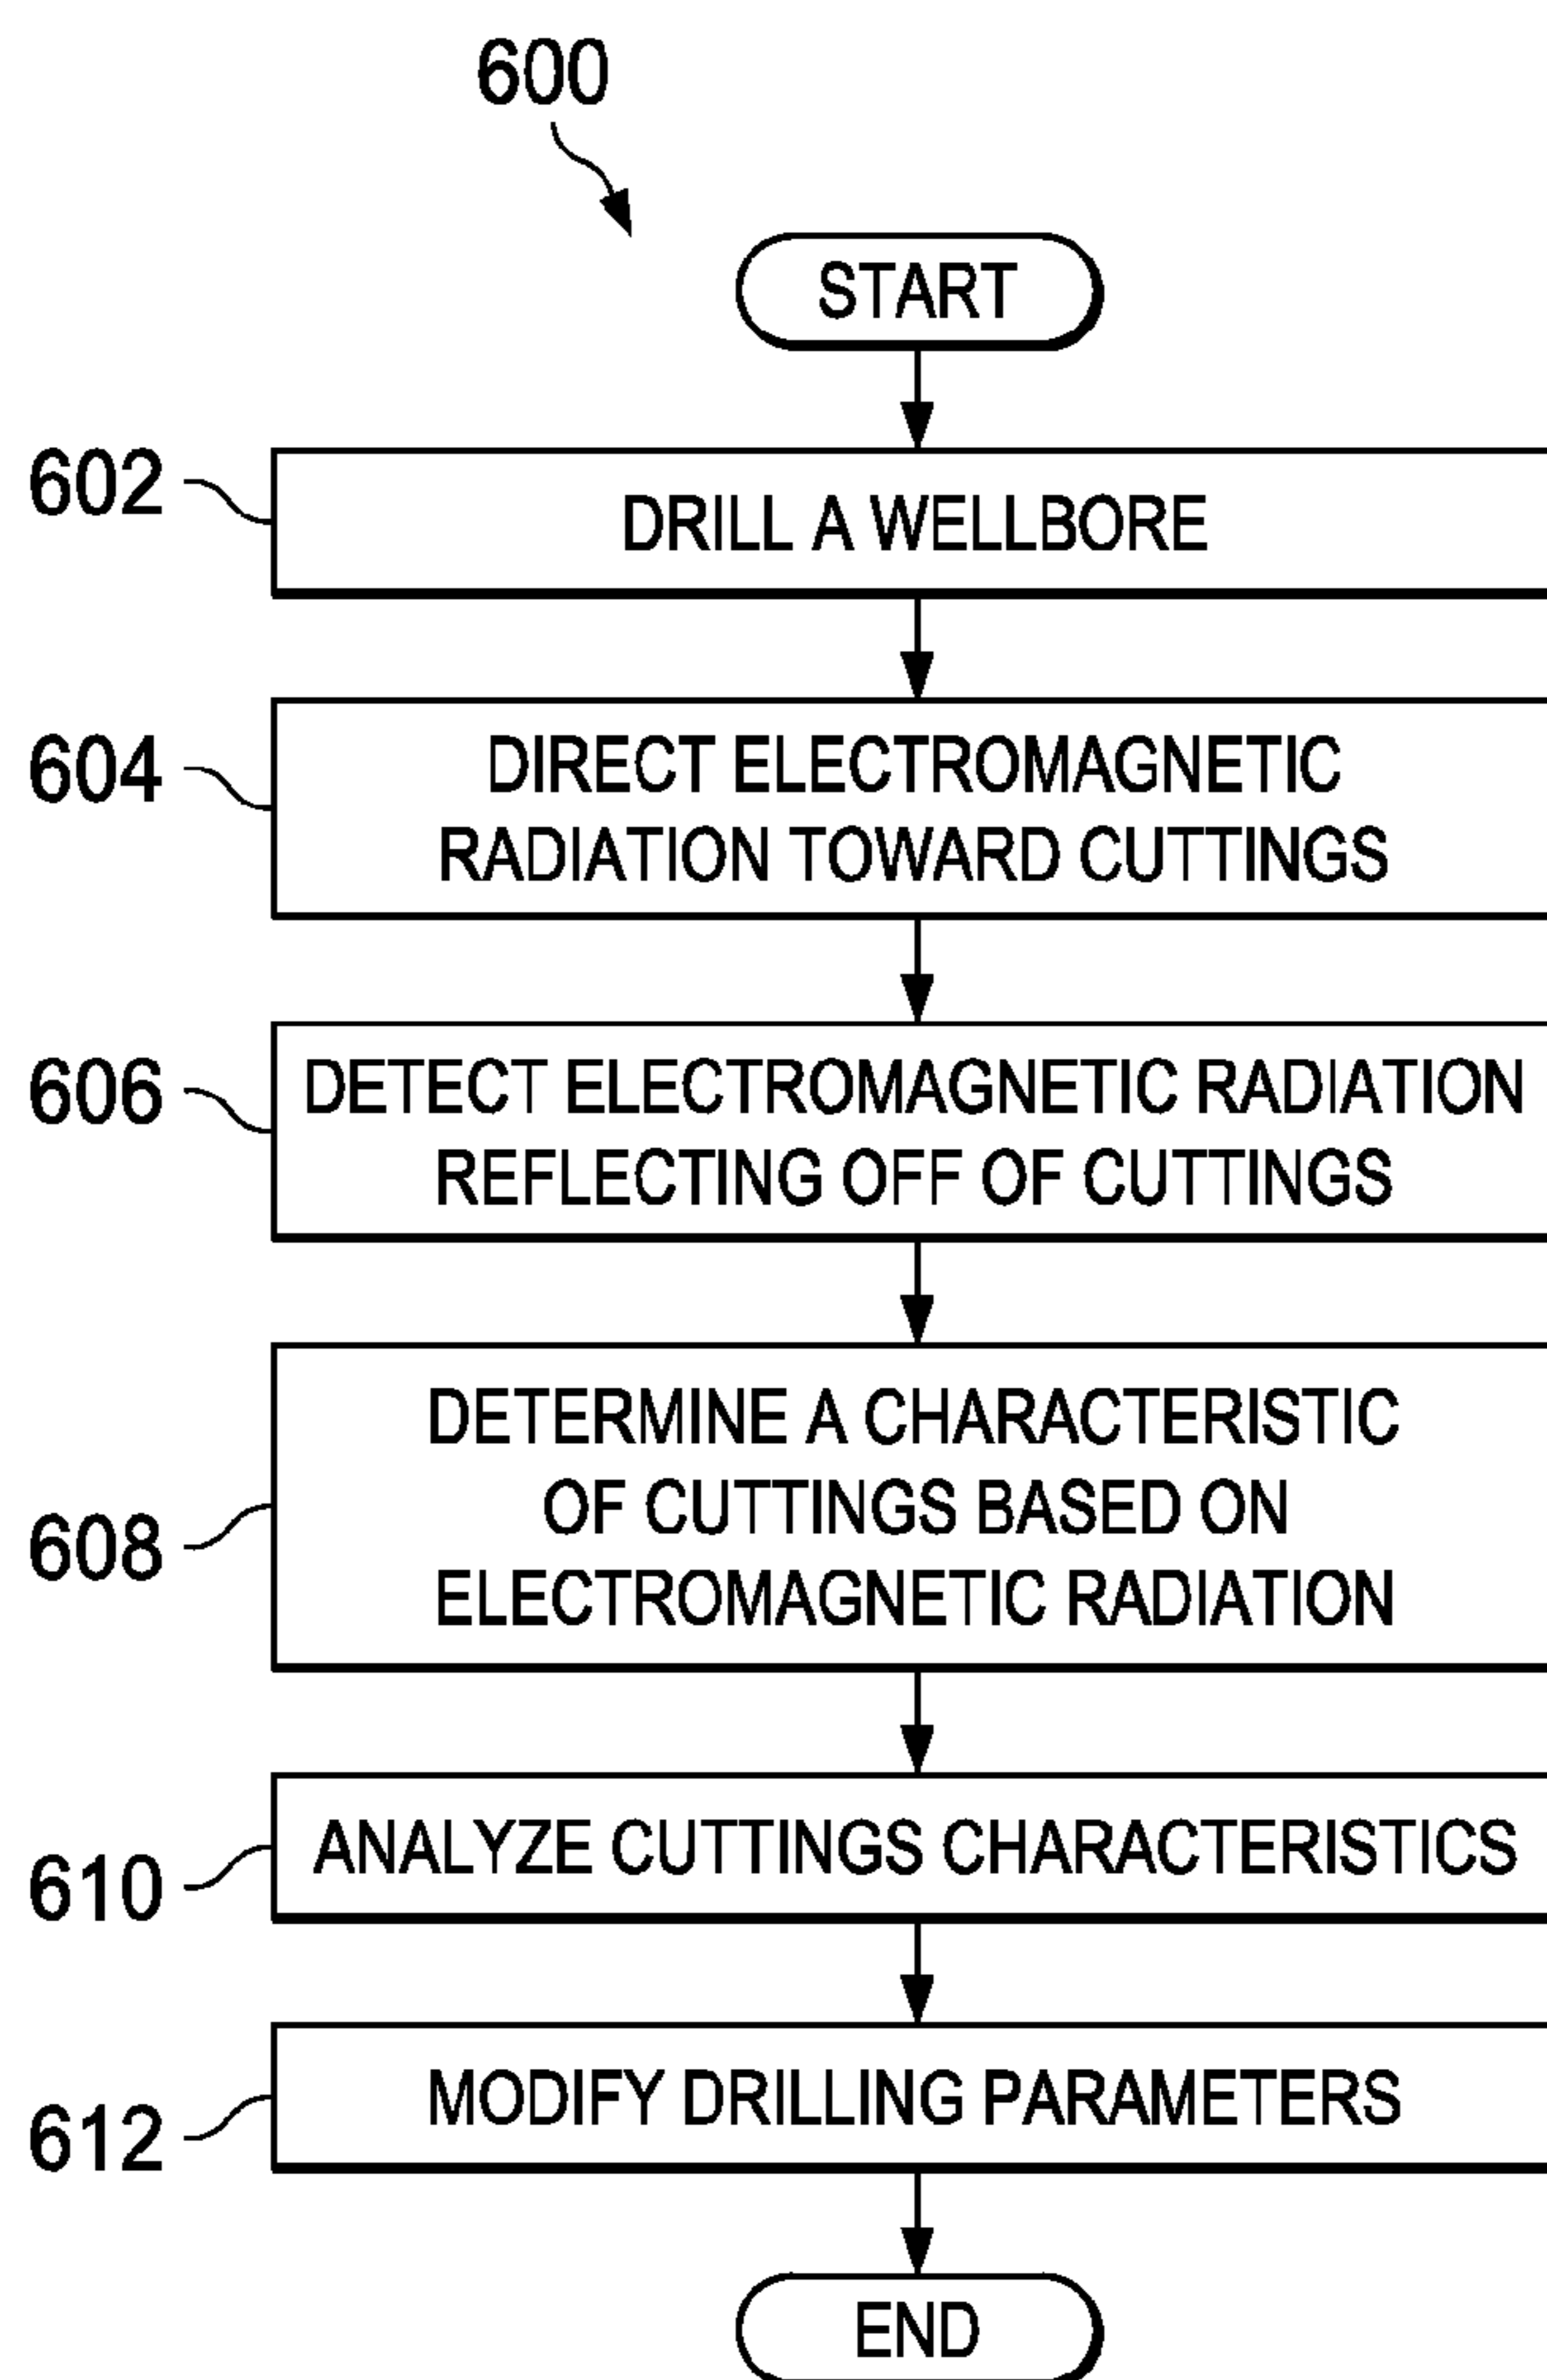 600
START
602
DRILL A WELLBORE
604
DIRECT ELECTROMAGNETIC
RADIATION TOWARD CUTTINGS
606
DETECT ELECTROMAGNETIC RADIATION
REFLECTING OFF OF CUTTINGS
608
DETERMINE A CHARACTERISTIC
OF CUTTINGS BASED ON
ELECTROMAGNETIC RADIATION
610
ANALYZE CUTTINGS CHARACTERISTICS
612
MODIFY DRILLING PARAMETERS
END